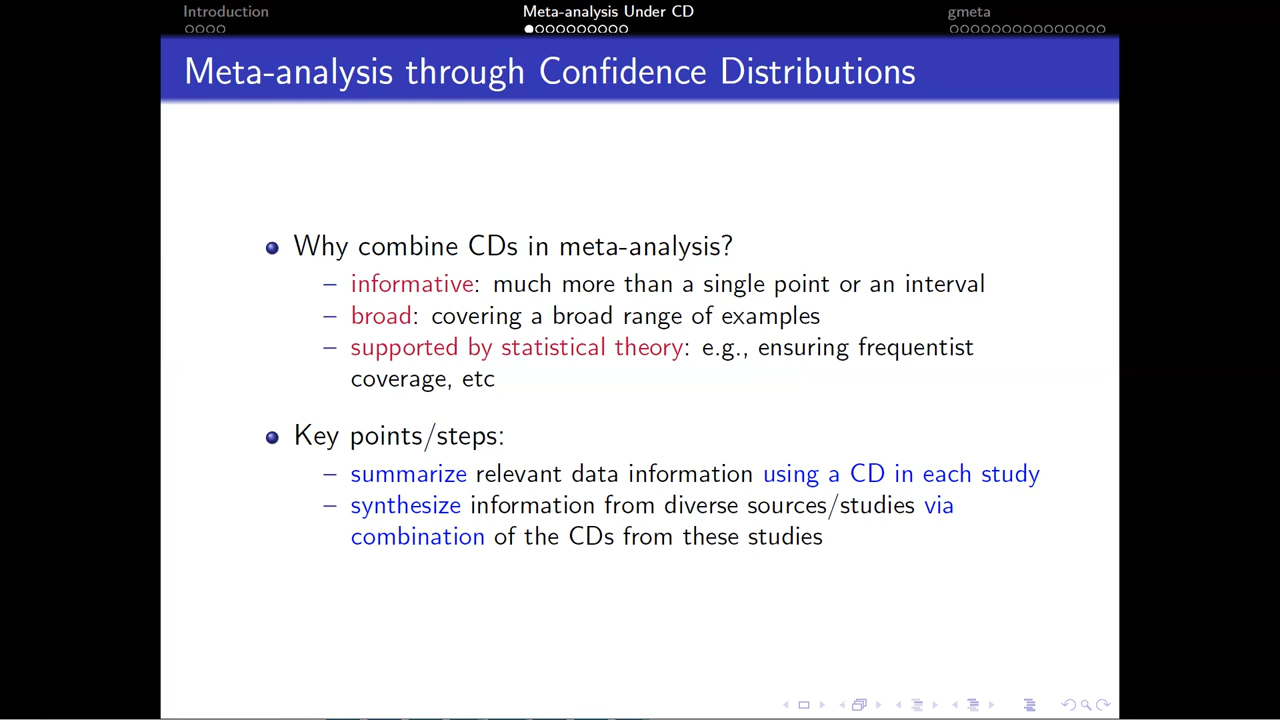 Introduction
Meta-analysis Under CD
gmeta
Meta-analysis through Confidence Distributions
Why combine CDs in meta-analysis?
– informative: much more than a single point or an interval
– broad: covering a broad range of examples
– supported by statistical theory: e.g., ensuring frequentist
coverage, etc
Key points/steps:
– summarize relevant data information using a CD in each study
– synthesize information from diverse sources/studies via
combination of the CDs from these studies